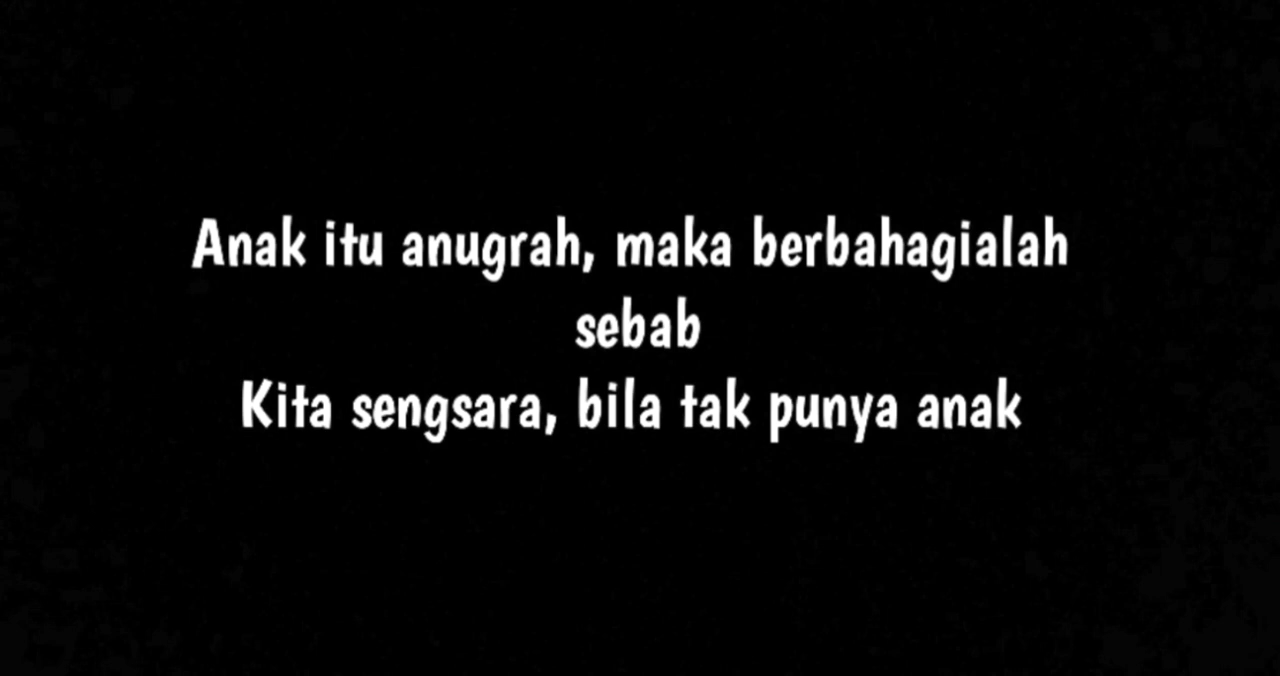 Anak itu anugrah, maka berbahagialah
sebab
Kita sengsara, bila tak punya anak